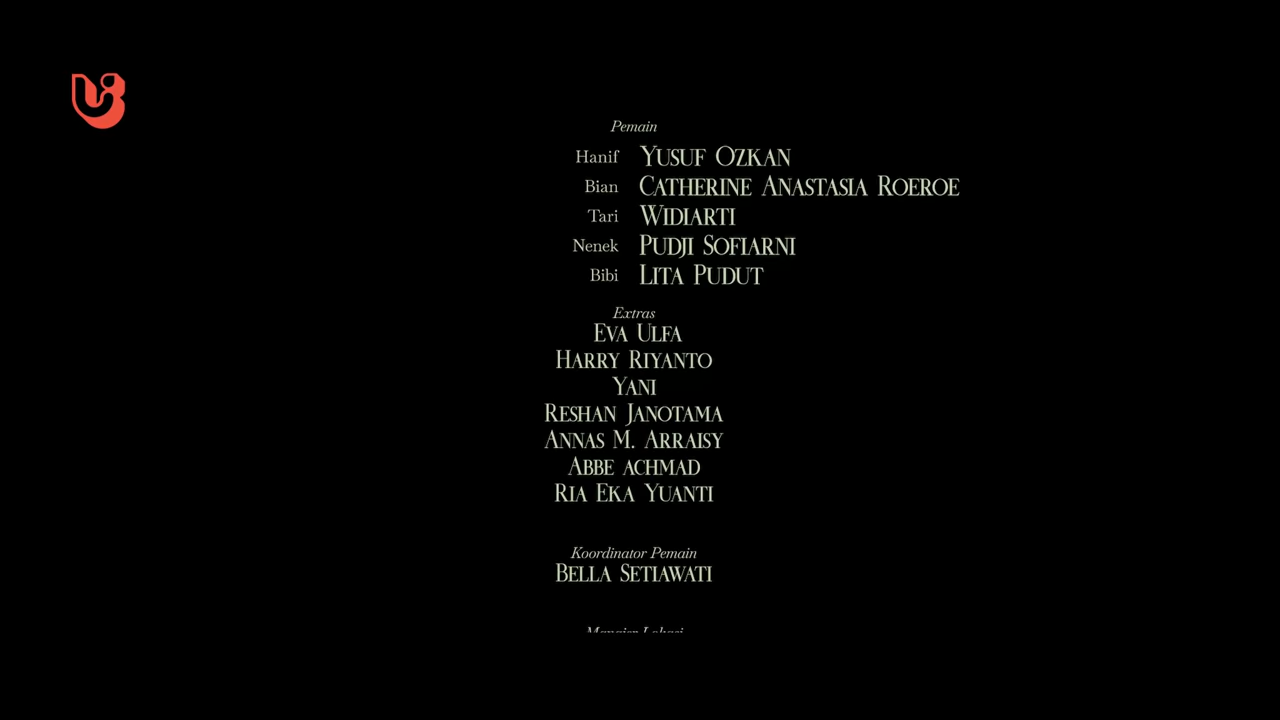 Pemain
Hanif Yusuf Ozkan
Bian Catherine Anastasia Roeroe
Tari Widiarti
Nenek Pudji Sofiarni
Bibi Lita Pudut
Extras
Eva Ulfa
Harry Riyanto
Yani
Reshan Janotama
Annas M. Arraisy
Abbe achmad
Ria Eka Yuanti
Koordinator Pemain
Bella Setiawati